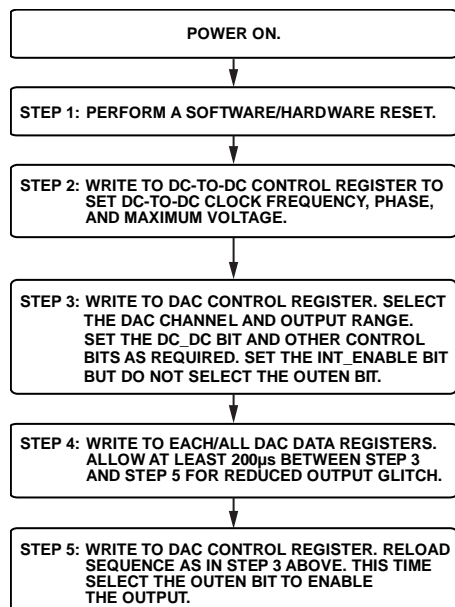 POWER ON.
STEP 1: PERFORM A SOFTWARE/HARDWARE RESET.
STEP 2: WRITE TO DC-TO-DC CONTROL REGISTER TO
SET DC-TO-DC CLOCK FREQUENCY, PHASE,
AND MAXIMUM VOLTAGE.
STEP 3: WRITE TO DAC CONTROL REGISTER. SELECT
THE DAC CHANNEL AND OUTPUT RANGE.
SET THE DC_DC BIT AND OTHER CONTROL
BITS AS REQUIRED. SET THE INT_ENABLE BIT
BUT DO NOT SELECT THE OUTEN BIT.
STEP 4: WRITE TO EACH/ALL DAC DATA REGISTERS.
ALLOW AT LEAST 200µs BETWEEN STEP 3
AND STEP 5 FOR REDUCED OUTPUT GLITCH.
STEP 5: WRITE TO DAC CONTROL REGISTER. RELOAD
SEQUENCE AS IN STEP 3 ABOVE. THIS TIME
SELECT THE OUTEN BIT TO ENABLE
THE OUTPUT.